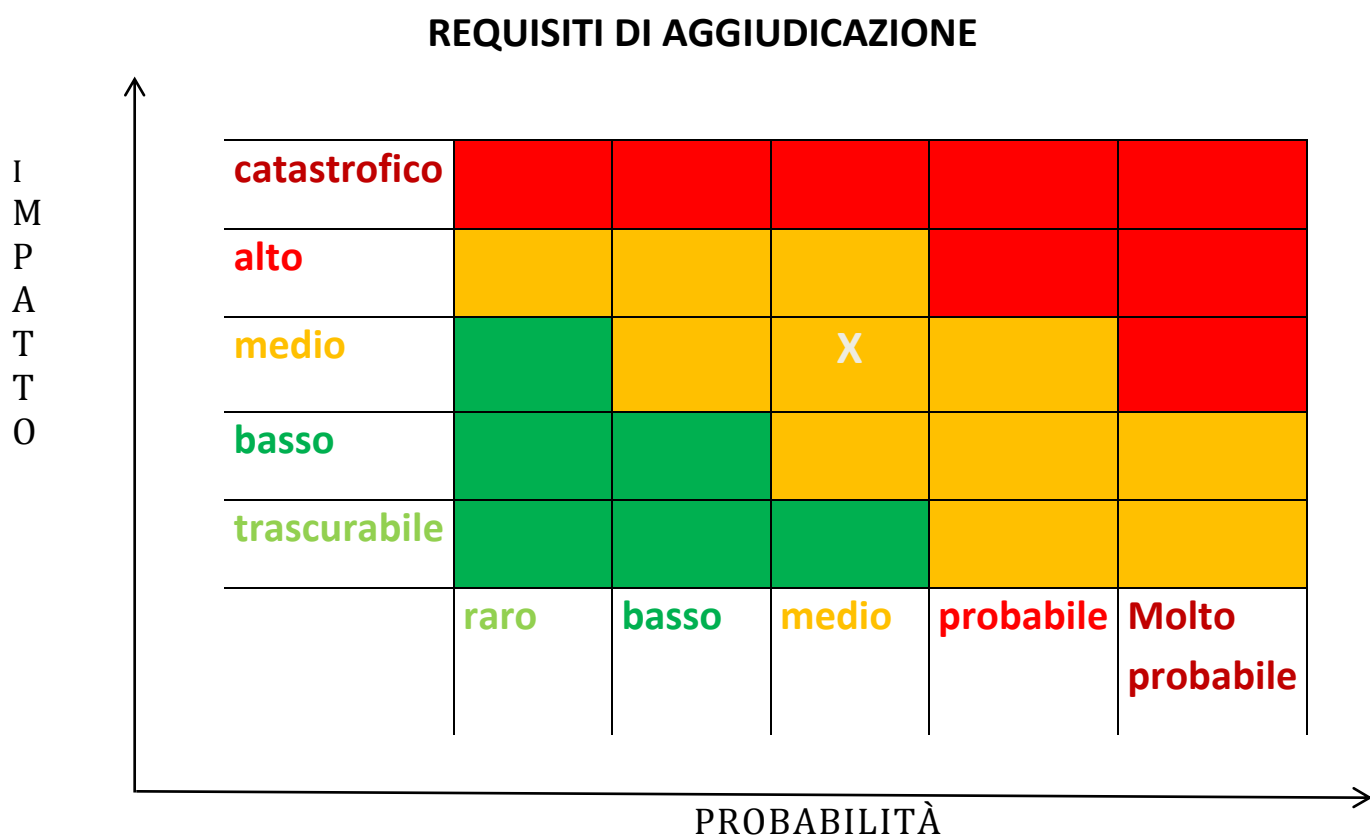 REQUISITI DI AGGIUDICAZIONE
I
M
P
A
T
T
O
catastrofico
alto
medio
X
basso
trascurabile
raro basso medio probabile Molto
probabile
PROBABILITÀ